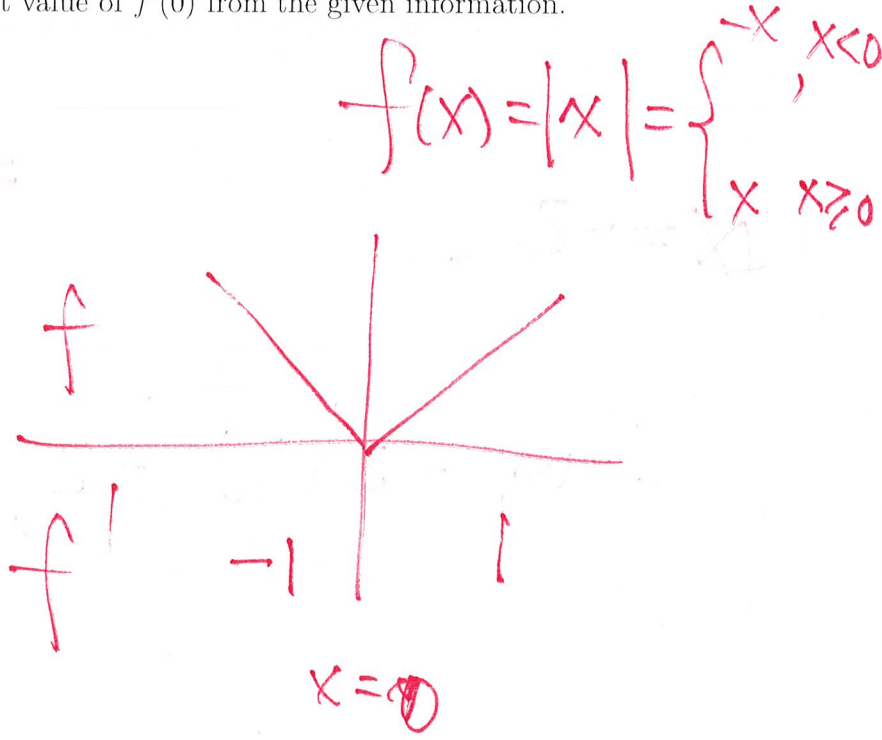 t value of f (0) from the given information.
f(x) = |x| = { -x , x<0
x x≥0
f
f' -1 1
x = 0